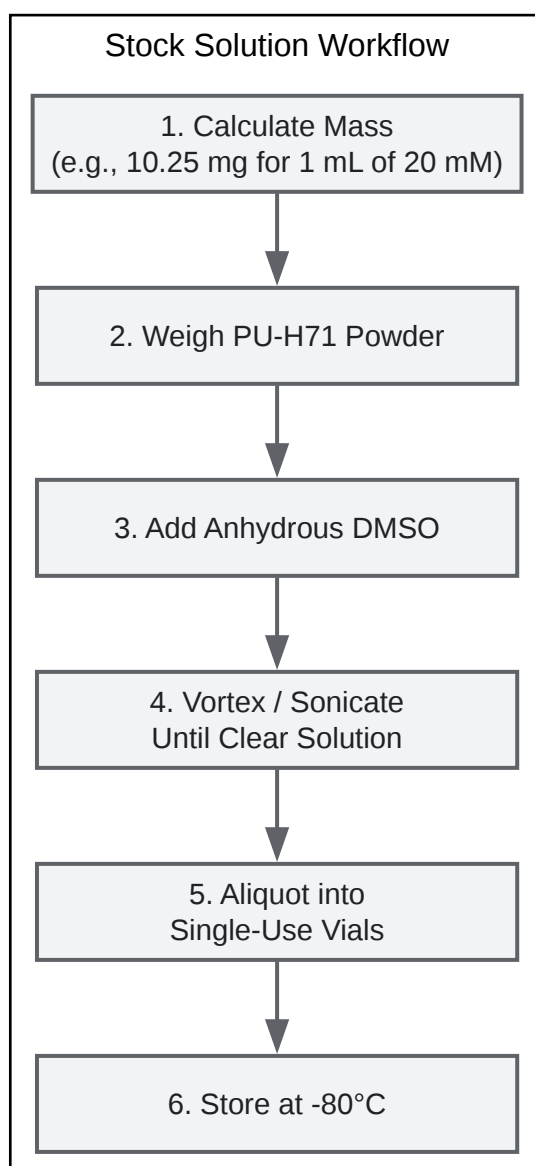 Stock Solution Workflow
1. Calculate Mass
(e.g., 10.25 mg for 1 mL of 20 mM)
2. Weigh PU-H71 Powder
3. Add Anhydrous DMSO
4. Vortex / Sonicate
Until Clear Solution
5. Aliquot into
Single-Use Vials
6. Store at -80°C